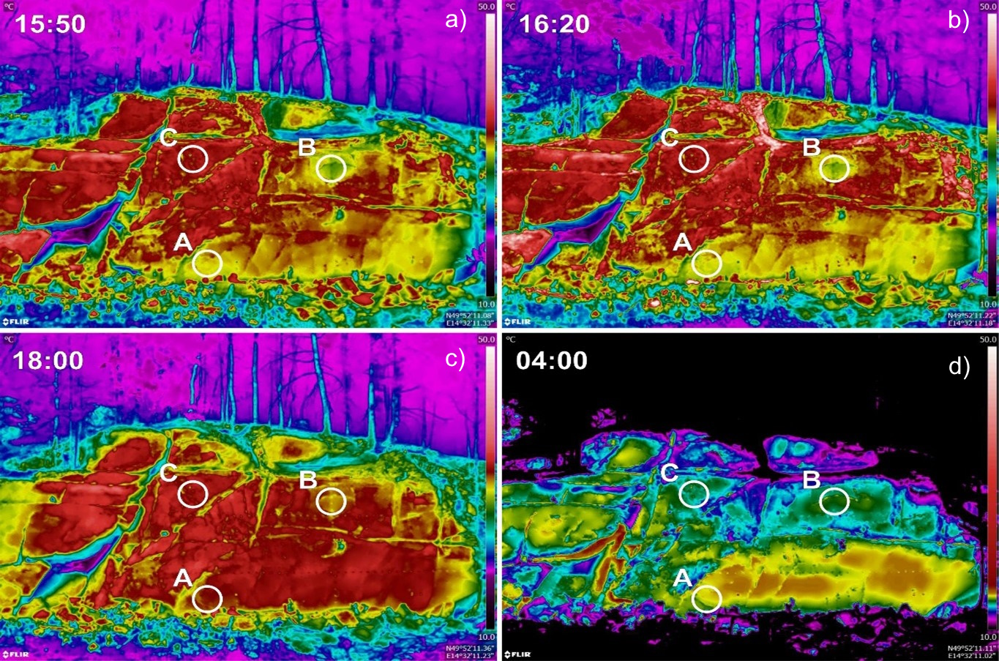 °C
50.0
15:50
a)
C
B
A
10.0
N49°52'11.08"
E14°32'11.33"
FLIR
°C
50.0
16:20
b)
C
B
A
10.0
N49°52'11.22"
E14°32'11.18"
FLIR
50.0
18:00
c)
C
B
A
10.0
N49°52'11.36"
E14°32'11.23"
FLIR
°C
50.0
04:00
d)
C
B
A
10.0
N49°52'11.11"
E14°32'11.02"
FLIR